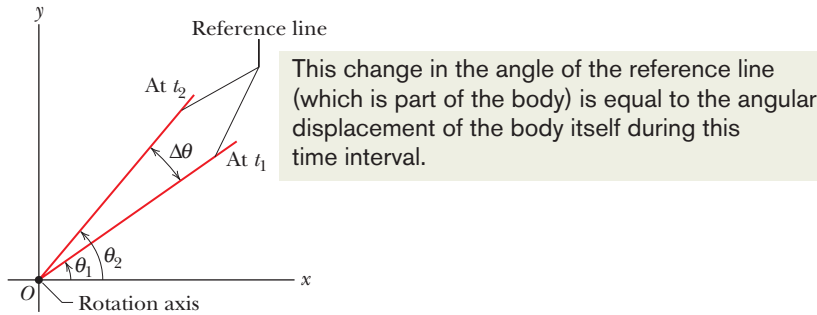 y
Reference line
At t2
This change in the angle of the reference line
(which is part of the body) is equal to the angular
displacement of the body itself during this
time interval.
Δθ
At t1
θ2
θ1
x
O
Rotation axis